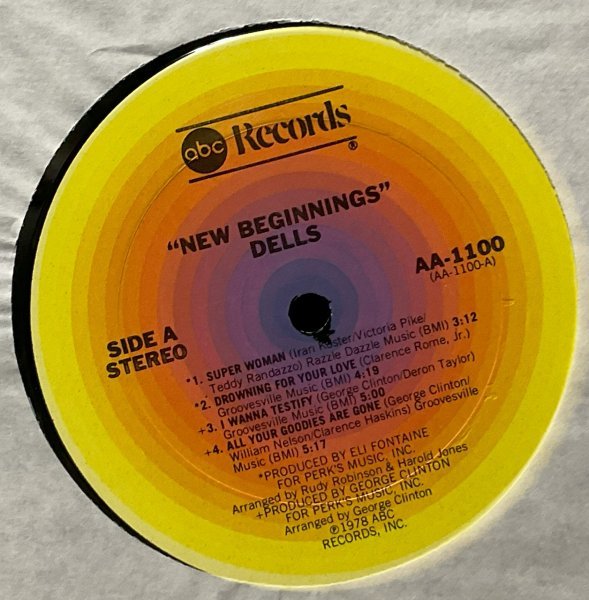 abc Records®
"NEW BEGINNINGS"
DELLS
AA-1100
(AA-1100-A)
SIDE A
STEREO
*1. SUPER WOMAN (Iran Koster/Victoria Pike/
Teddy Randazzo) Razzle Dazzle Music (BMI) 3:12
*2. DROWNING FOR YOUR LOVE (Clarence Rome, Jr.)
Groovesville Music (BMI) 4:19
+3. I WANNA TESTIFY (George Clinton/Deron Taylor)
Groovesville Music (BMI) 5:00
+4. ALL YOUR GOODIES ARE GONE (George Clinton/
William Nelson/Clarence Haskins) Groovesville
Music (BMI) 5:17
*PRODUCED BY ELI FONTAINE
FOR PERK'S MUSIC, INC.
Arranged by Rudy Robinson & Harold Jones
+PRODUCED BY GEORGE CLINTON
FOR PERK'S MUSIC, INC.
Arranged by George Clinton
℗1978 ABC
RECORDS, INC.